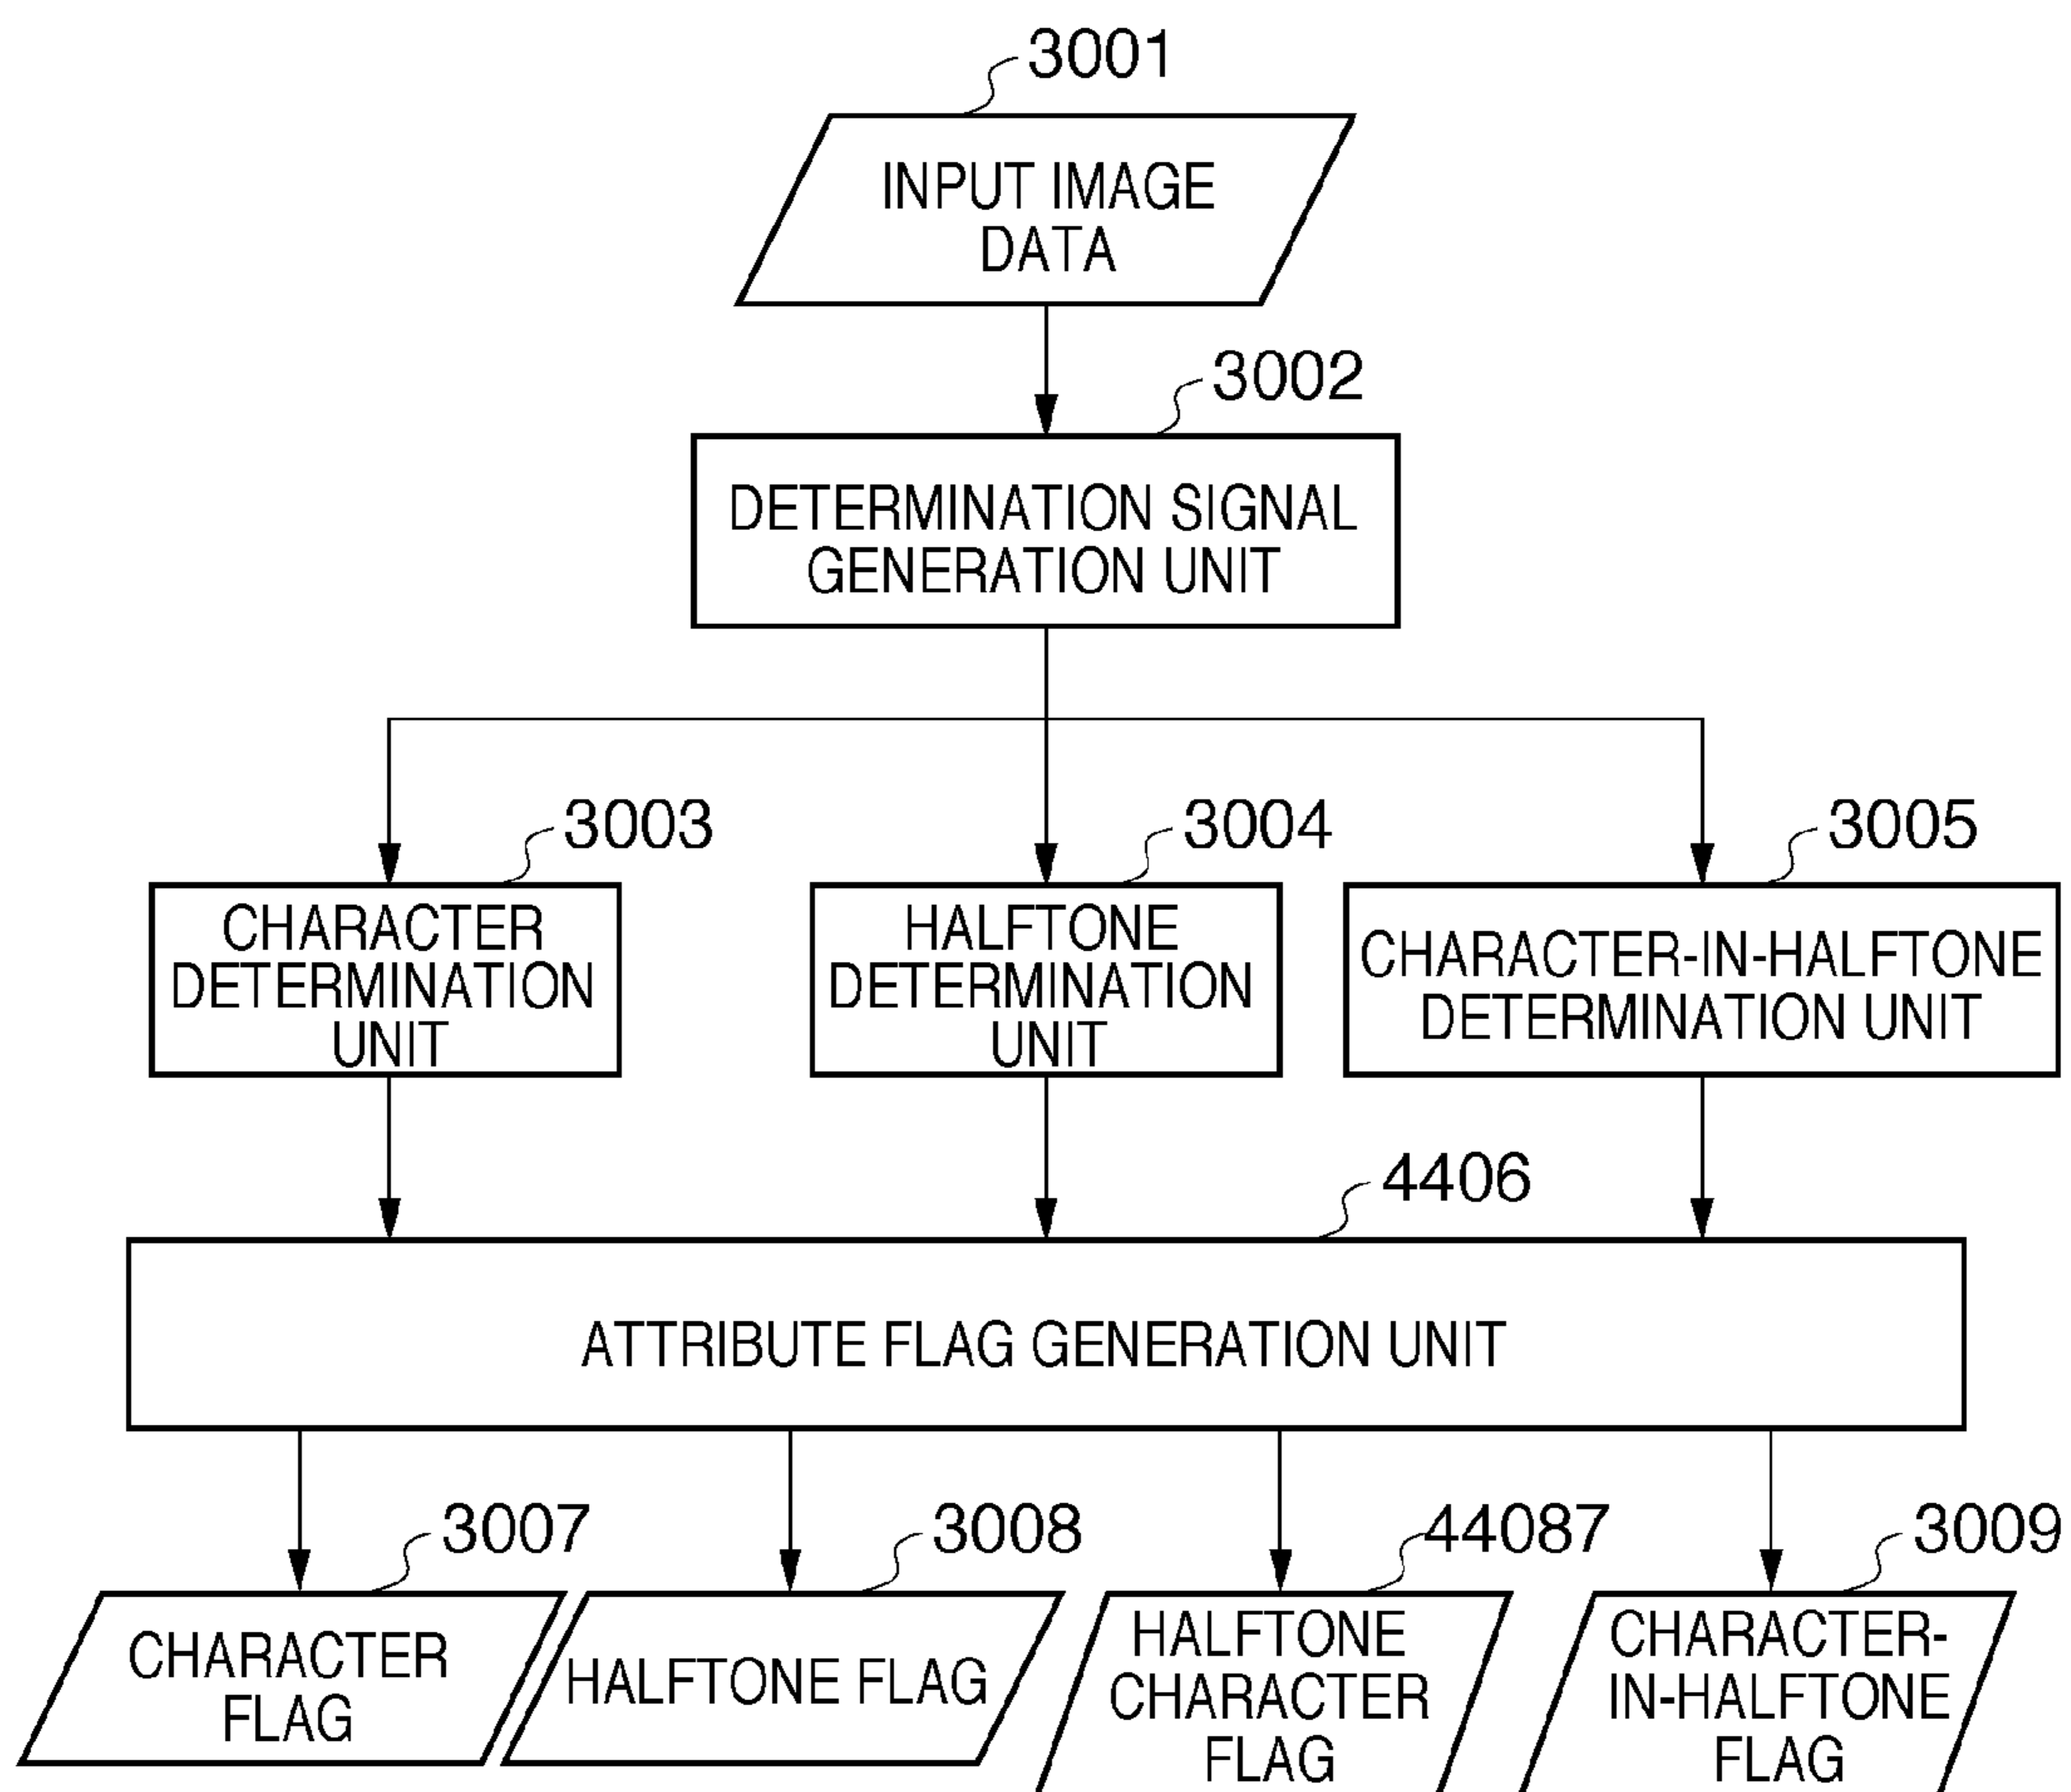 3001
INPUT IMAGE
DATA
3002
DETERMINATION SIGNAL
GENERATION UNIT
3003
CHARACTER
DETERMINATION
UNIT
3004
HALFTONE
DETERMINATION
UNIT
3005
CHARACTER-IN-HALFTONE
DETERMINATION UNIT
4406
ATTRIBUTE FLAG GENERATION UNIT
3007
CHARACTER
FLAG
3008
HALFTONE FLAG
44087
HALFTONE
CHARACTER
FLAG
3009
CHARACTER-
IN-HALFTONE
FLAG